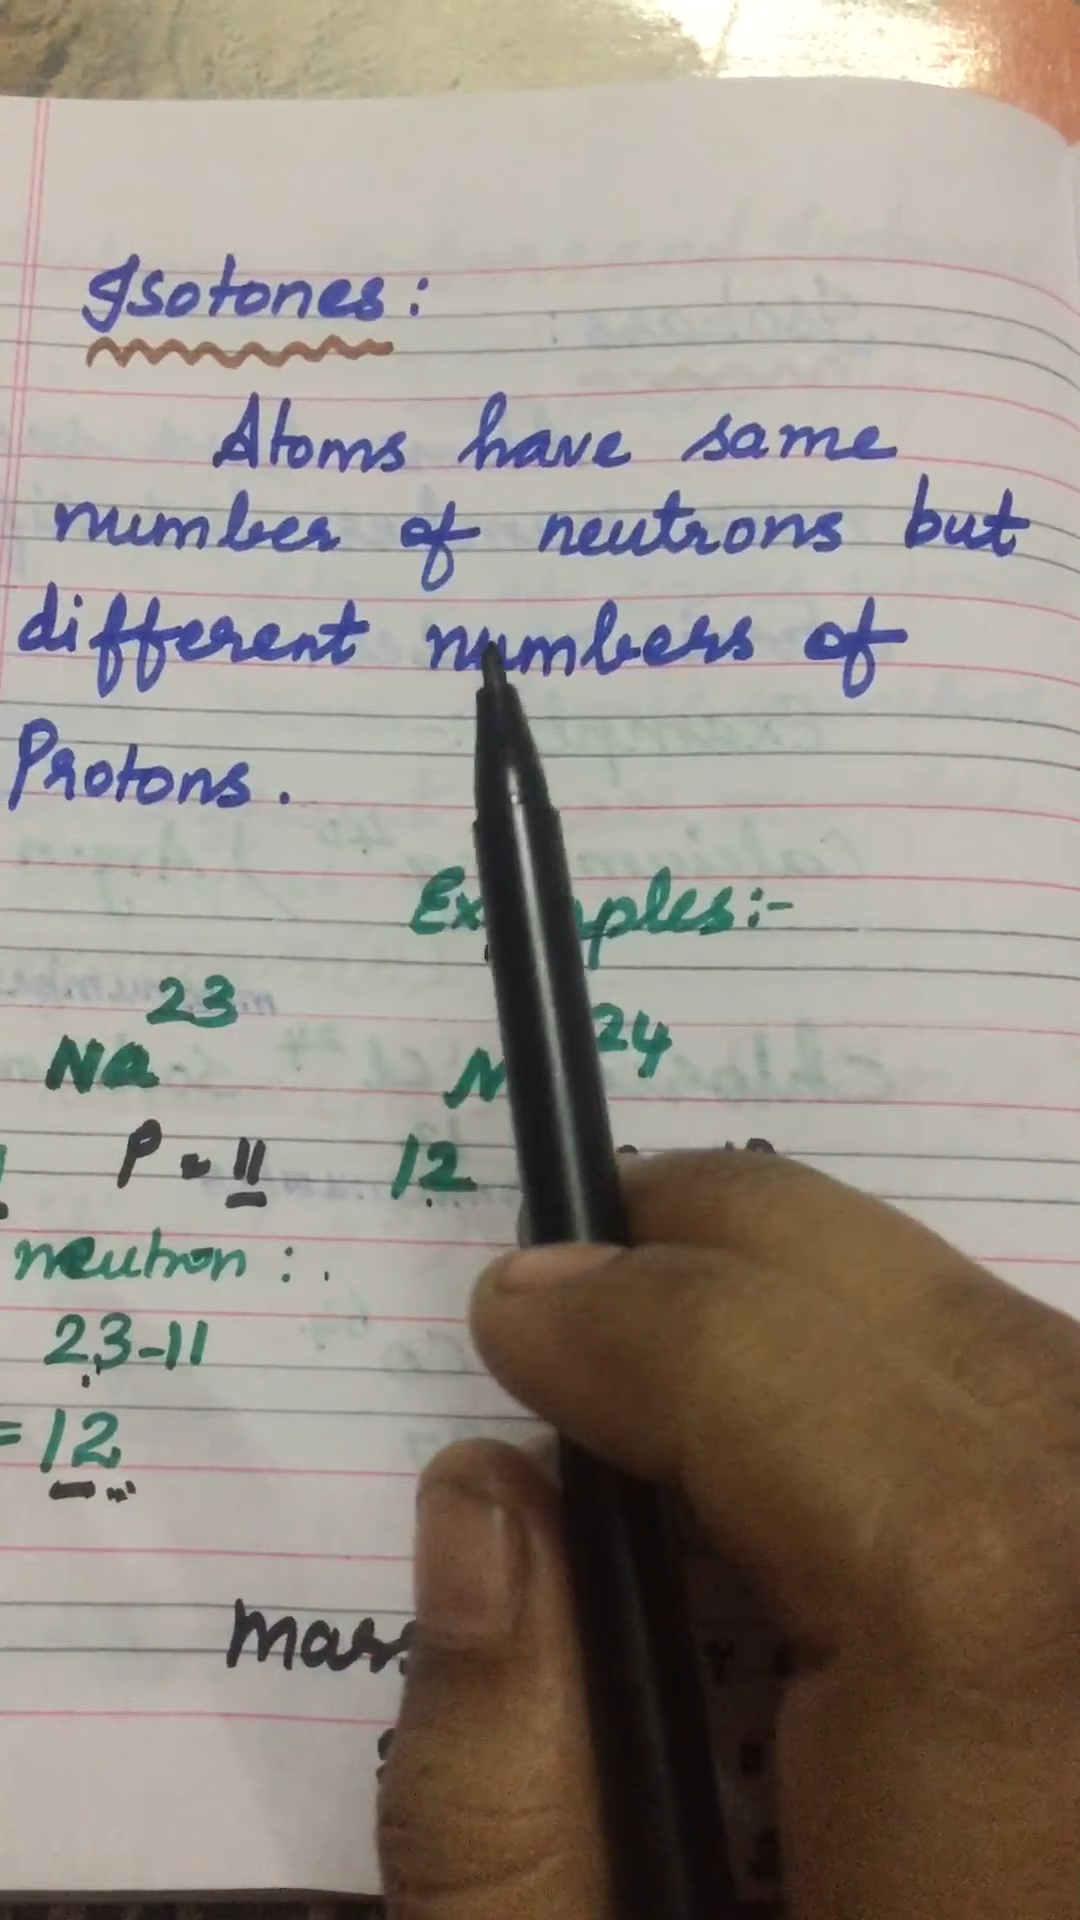 Isotones:
Atoms have same
number of neutrons but
different numbers of
Protons.
Examples:-
23 24
Na
P = 11 12
neutron :
23-11
= 12